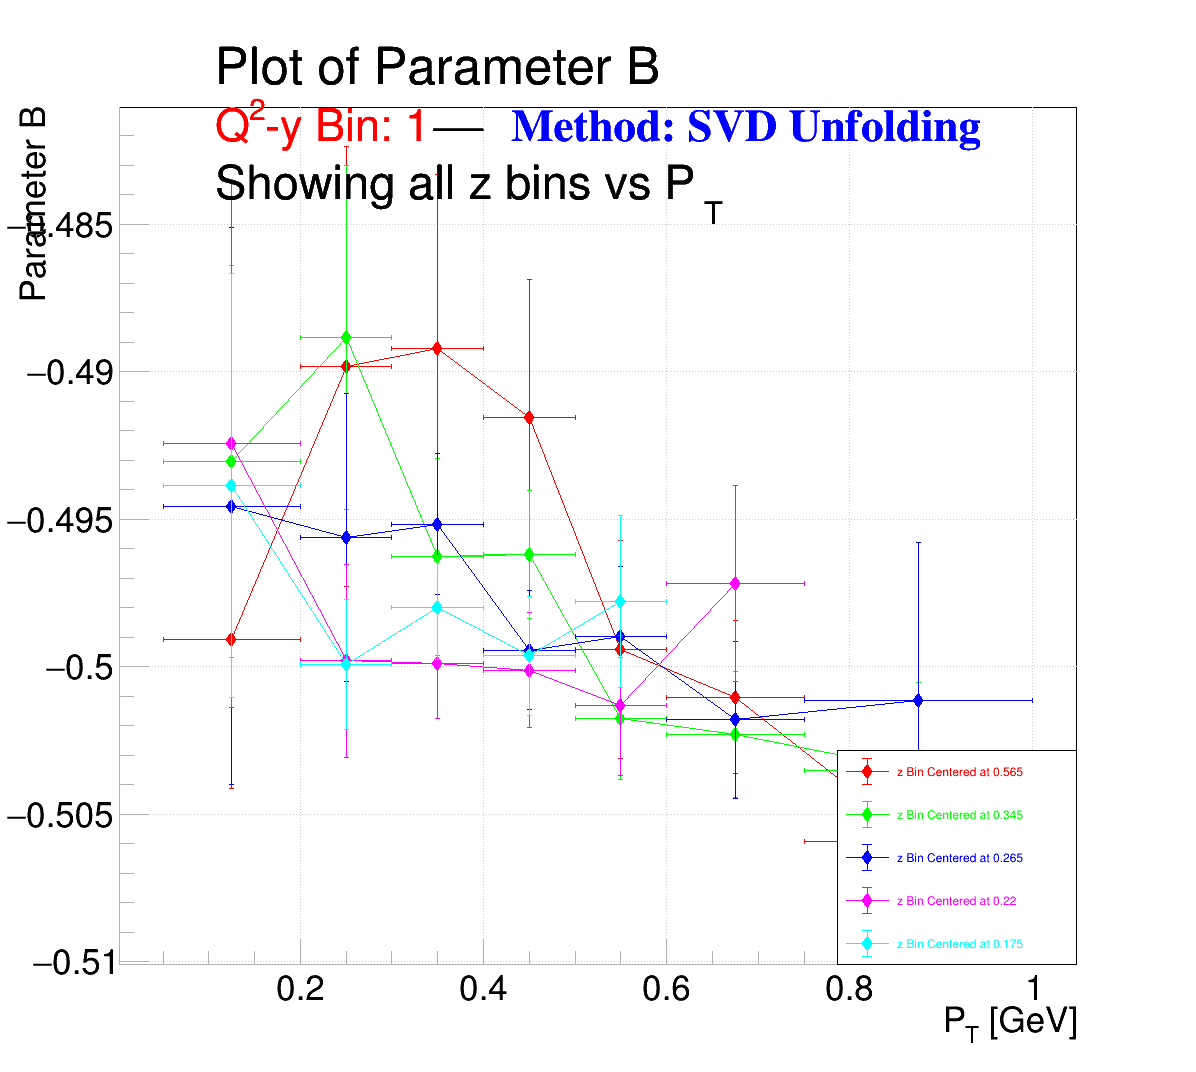 Plot of Parameter B
Q²-y Bin: 1 — Method: SVD Unfolding
Showing all z bins vs P_T
Parameter B
−0.485
−0.49
−0.495
−0.5
−0.505
−0.51
z Bin Centered at 0.565
z Bin Centered at 0.345
z Bin Centered at 0.265
z Bin Centered at 0.22
z Bin Centered at 0.175
0.2 0.4 0.6 0.8 1
P_T [GeV]